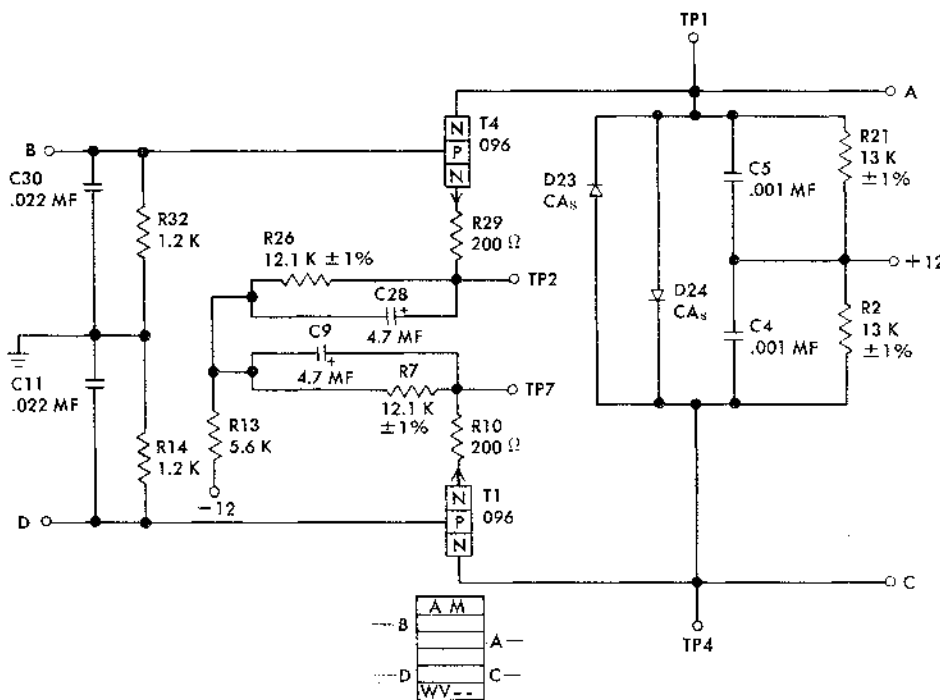 TP1
A
N
P
N
T4
096
B
C30
.022 MF
R32
1.2 K
R29
200 Ω
R26
12.1 K ±1%
TP2
C28
+
4.7 MF
C9
+
4.7 MF
R7
12.1 K
±1%
TP7
C11
.022 MF
R13
5.6 K
-12
R10
200 Ω
R14
1.2 K
D
N
P
N
T1
096
D23
CA8
D24
CA8
C5
.001 MF
R21
13 K
±1%
+12
C4
.001 MF
R2
13 K
±1%
C
TP4
A M
B
A
D
C
WV--